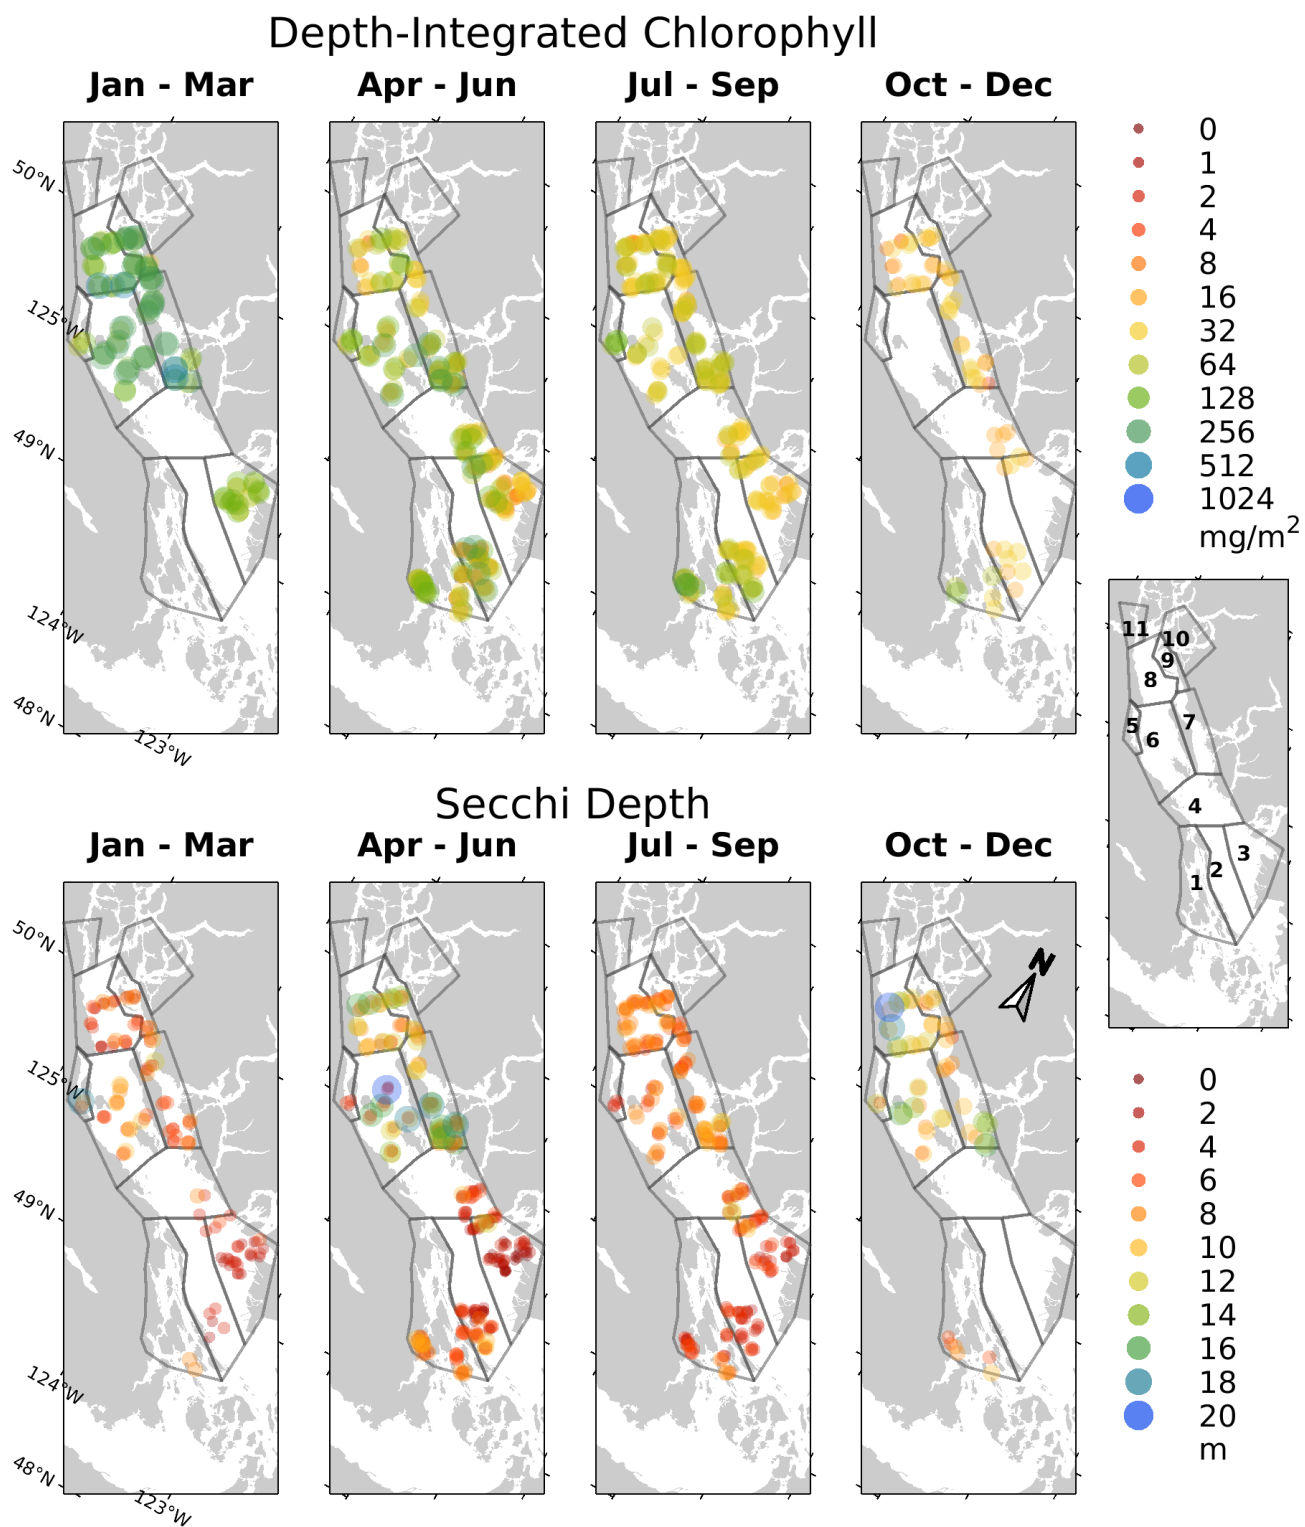 Depth-Integrated Chlorophyll
Jan - Mar
Apr - Jun
Jul - Sep
Oct - Dec
50°N
125°W
49°N
124°W
48°N
123°W
0
1
2
4
8
16
32
64
128
256
512
1024
mg/m²
11
10
9
8
7
5
6
4
3
2
1
Secchi Depth
Jan - Mar
Apr - Jun
Jul - Sep
Oct - Dec
N
50°N
125°W
49°N
124°W
48°N
123°W
0
2
4
6
8
10
12
14
16
18
20
m